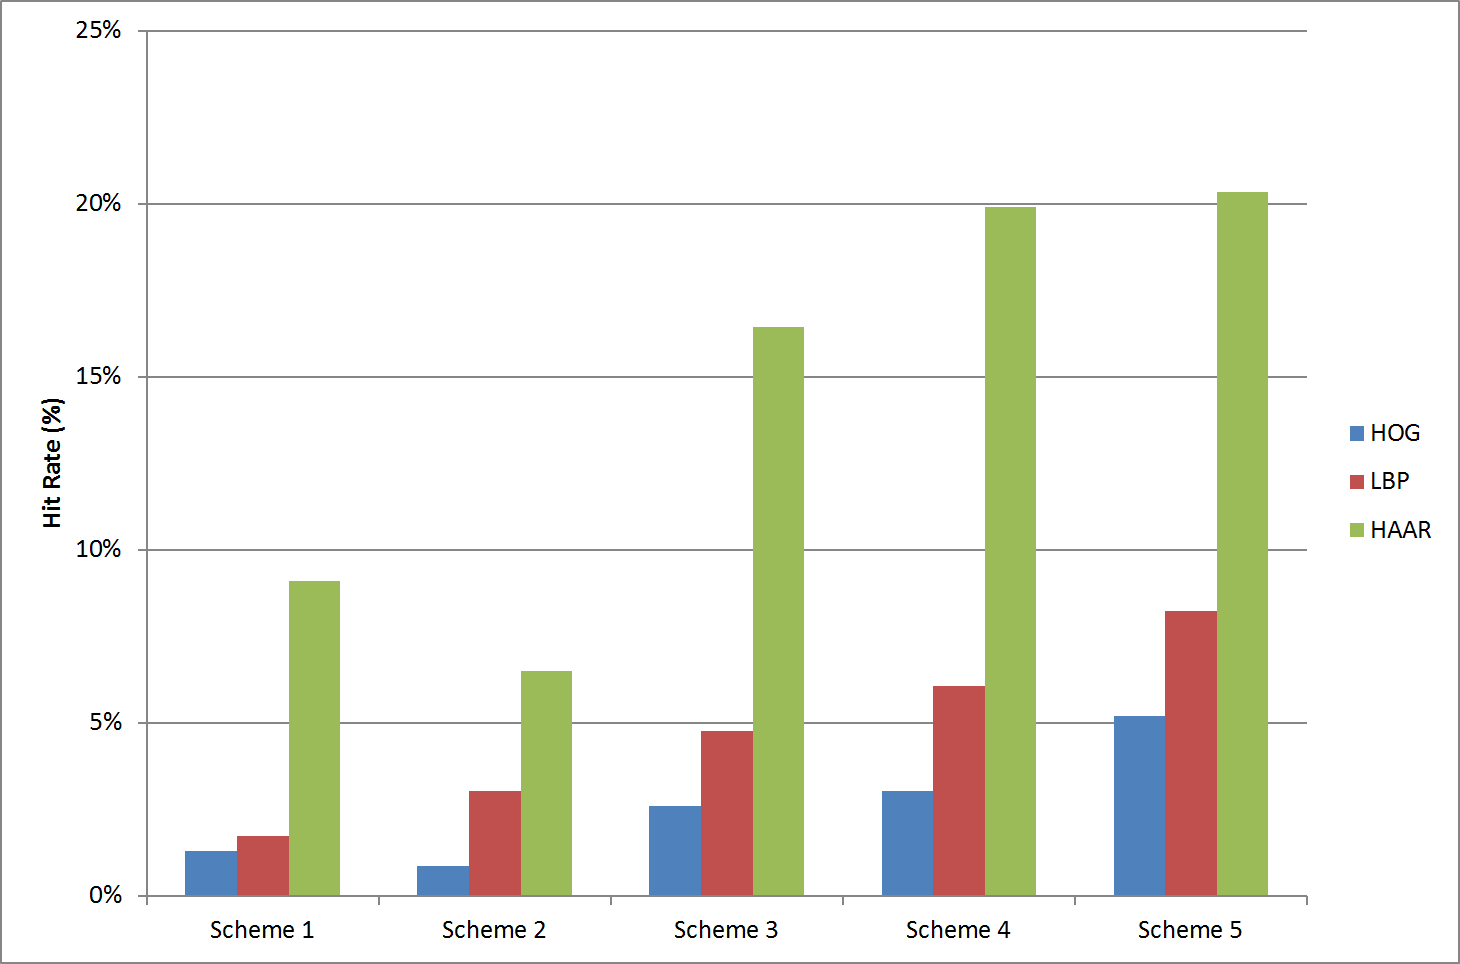 25%
20%
15%
10%
5%
0%
Hit Rate (%)
Scheme 1
Scheme 2
Scheme 3
Scheme 4
Scheme 5
HOG
LBP
HAAR